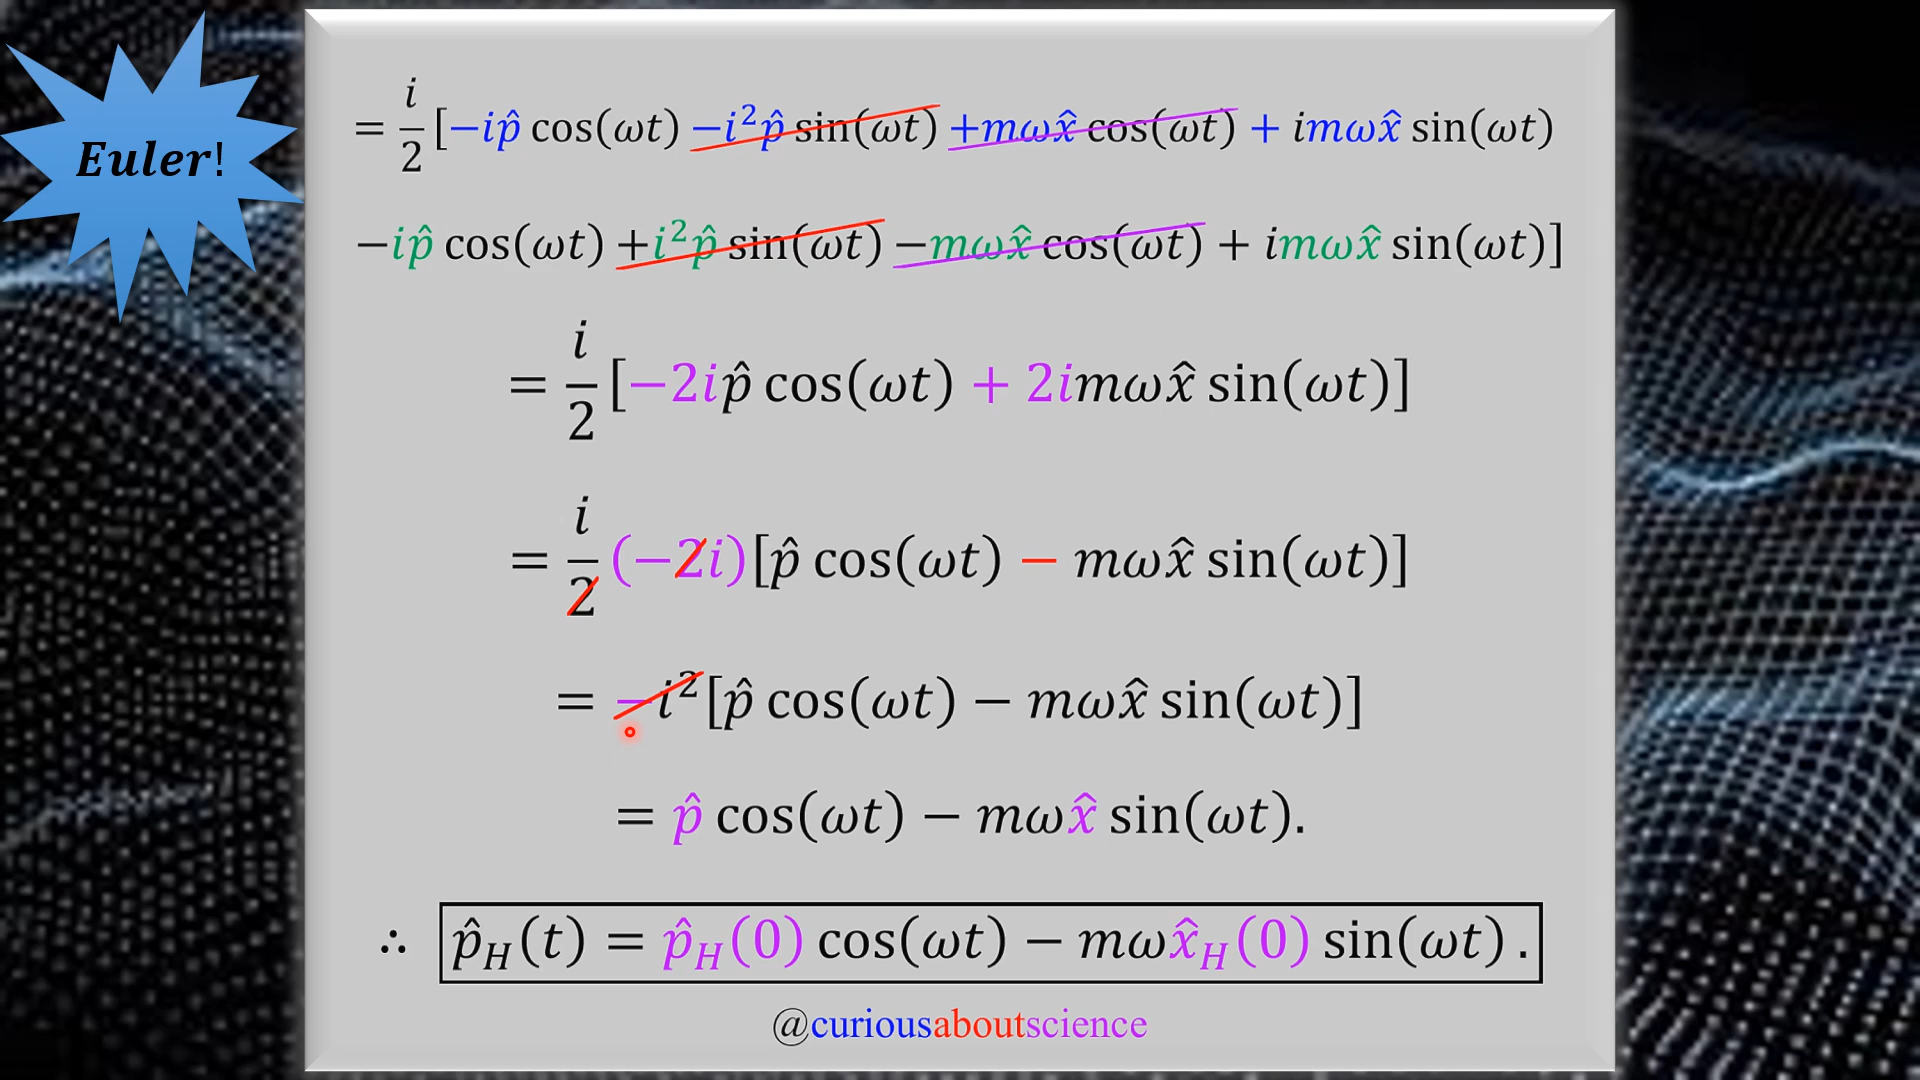 Euler!
= i/2 [−ip̂ cos(ωt) −i²p̂ sin(ωt) +mωx̂ cos(ωt) + imωx̂ sin(ωt)
−ip̂ cos(ωt) +i²p̂ sin(ωt) −mωx̂ cos(ωt) + imωx̂ sin(ωt)]
= i/2 [−2ip̂ cos(ωt) + 2imωx̂ sin(ωt)]
= i/2 (−2i)[p̂ cos(ωt) − mωx̂ sin(ωt)]
= −i²[p̂ cos(ωt) − mωx̂ sin(ωt)]
= p̂ cos(ωt) − mωx̂ sin(ωt).
∴ p̂_H(t) = p̂_H(0) cos(ωt) − mωx̂_H(0) sin(ωt) .
@curiousaboutscience